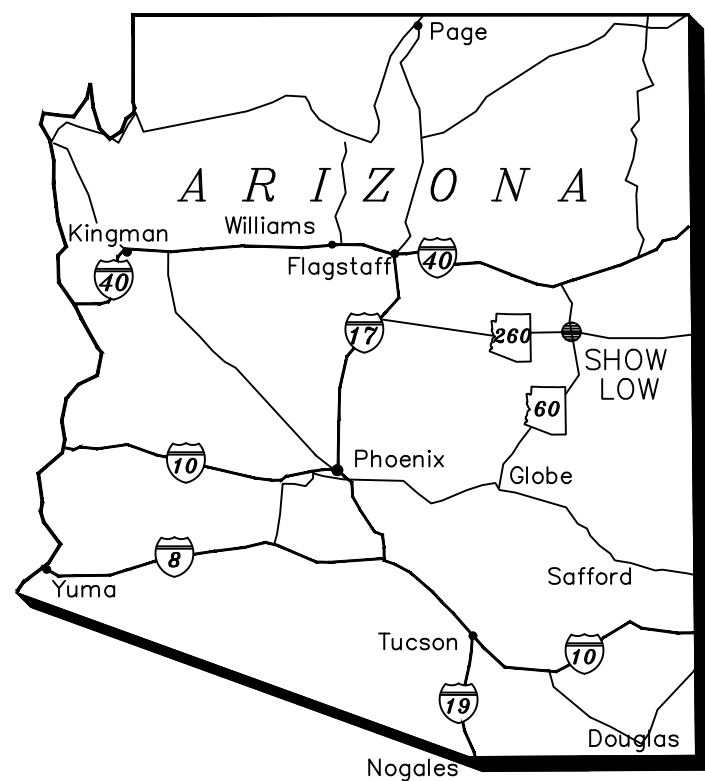 Page
ARIZONA
Williams
Kingman
Flagstaff
40
40
17
260
SHOW
LOW
60
10
Phoenix
Globe
8
Safford
Yuma
Tucson
10
19
Douglas
Nogales